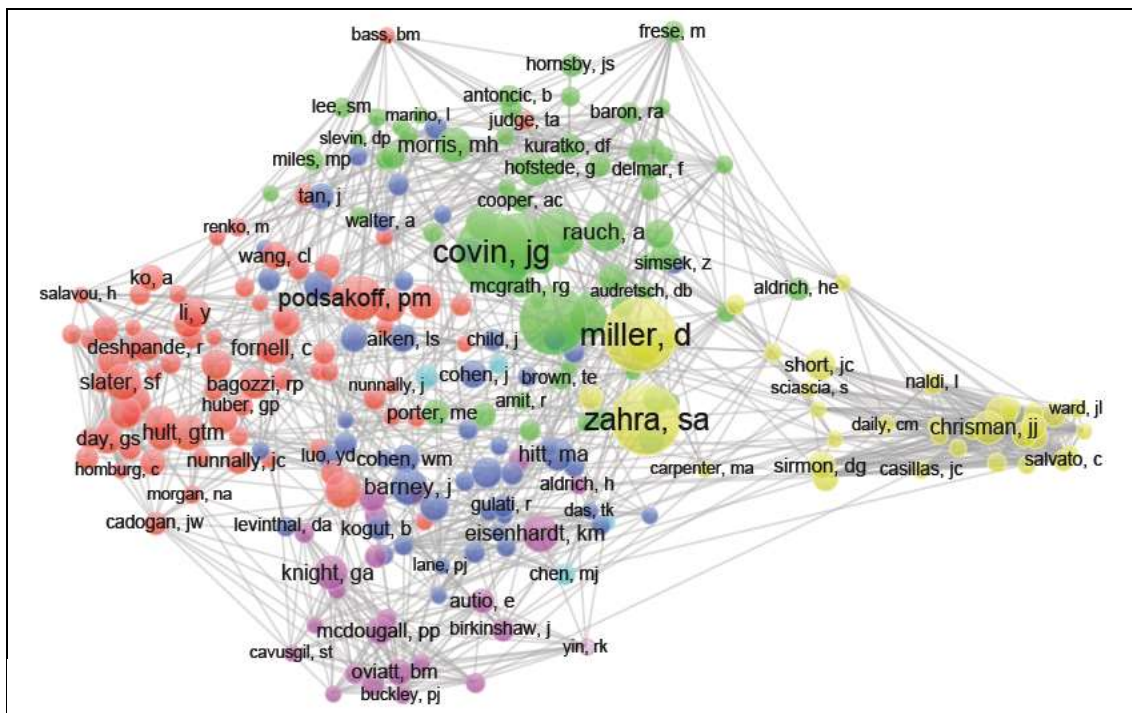 bass, bm
frese, m
hornsby, js
antoncic, b
lee, sm
marino, l
baron, ra
judge, ta
slevin, dp
morris, mh
kuratko, df
miles, mp
hofstede, g
delmar, f
tan, j
cooper, ac
walter, a
rauch, a
renko, m
covin, jg
wang, cl
simsek, z
ko, a
mcgrath, rg
aldrich, he
salavou, h
podsakoff, pm
audretsch, db
li, y
miller, d
aiken, ls
child, j
deshpande, r
fornell, c
short, jc
slater, sf
bagozzi, rp
nunnally, j
cohen, j
brown, te
sciascia, s
naldi, l
amit, r
huber, gp
porter, me
zahra, sa
ward, jl
day, gs
hult, gtm
daily, cm
chrisman, jj
luo, yd
hitt, ma
homburg, c
nunnally, jc
cohen, wm
carpenter, ma
sirmon, dg
casillas, jc
salvato, c
barney, j
aldrich, h
morgan, na
gulati, r
das, tk
cadogan, jw
levinthal, da
kogut, b
eisenhardt, km
lane, pj
knight, ga
chen, mj
autio, e
mcdougall, pp
birkinshaw, j
cavusgil, st
yin, rk
oviatt, bm
buckley, pj